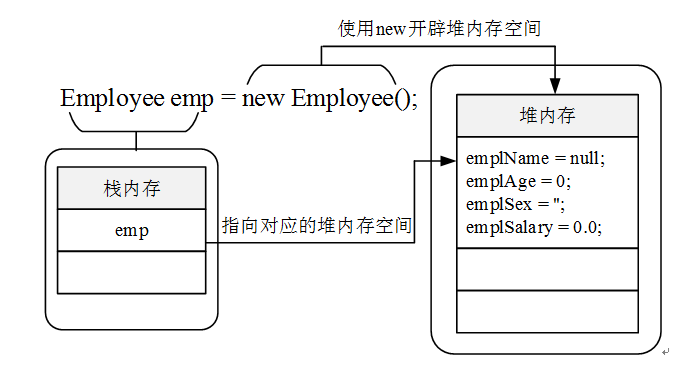 使用new开辟堆内存空间
Employee emp = new Employee();
堆内存
emplName = null;
emplAge = 0;
emplSex = '';
emplSalary = 0.0;
栈内存
emp
指向对应的堆内存空间